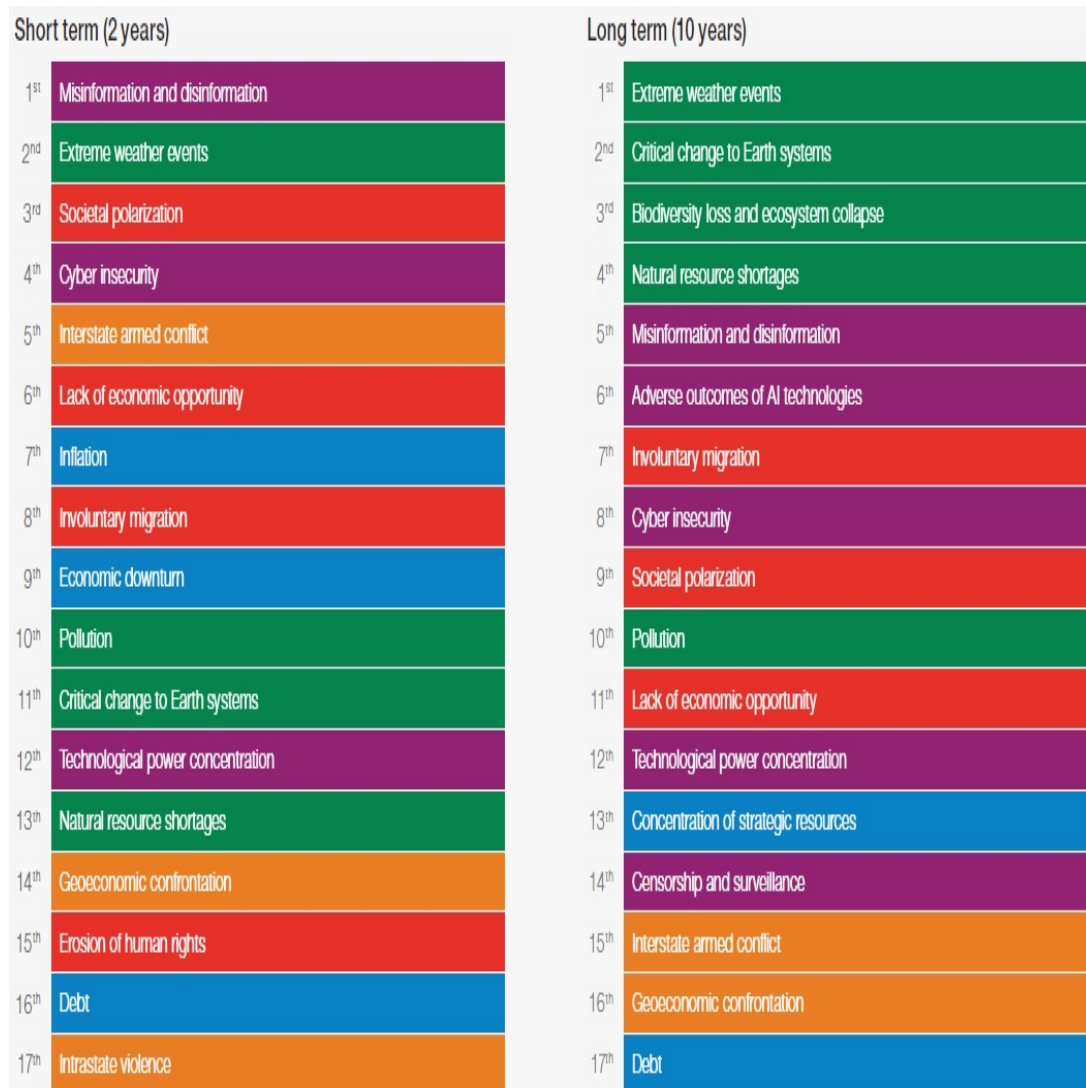 Short term (2 years)
1st Misinformation and disinformation
2nd Extreme weather events
3rd Societal polarization
4th Cyber insecurity
5th Interstate armed conflict
6th Lack of economic opportunity
7th Inflation
8th Involuntary migration
9th Economic downturn
10th Pollution
11th Critical change to Earth systems
12th Technological power concentration
13th Natural resource shortages
14th Geoeconomic confrontation
15th Erosion of human rights
16th Debt
17th Intrastate violence
Long term (10 years)
1st Extreme weather events
2nd Critical change to Earth systems
3rd Biodiversity loss and ecosystem collapse
4th Natural resource shortages
5th Misinformation and disinformation
6th Adverse outcomes of AI technologies
7th Involuntary migration
8th Cyber insecurity
9th Societal polarization
10th Pollution
11th Lack of economic opportunity
12th Technological power concentration
13th Concentration of strategic resources
14th Censorship and surveillance
15th Interstate armed conflict
16th Geoeconomic confrontation
17th Debt